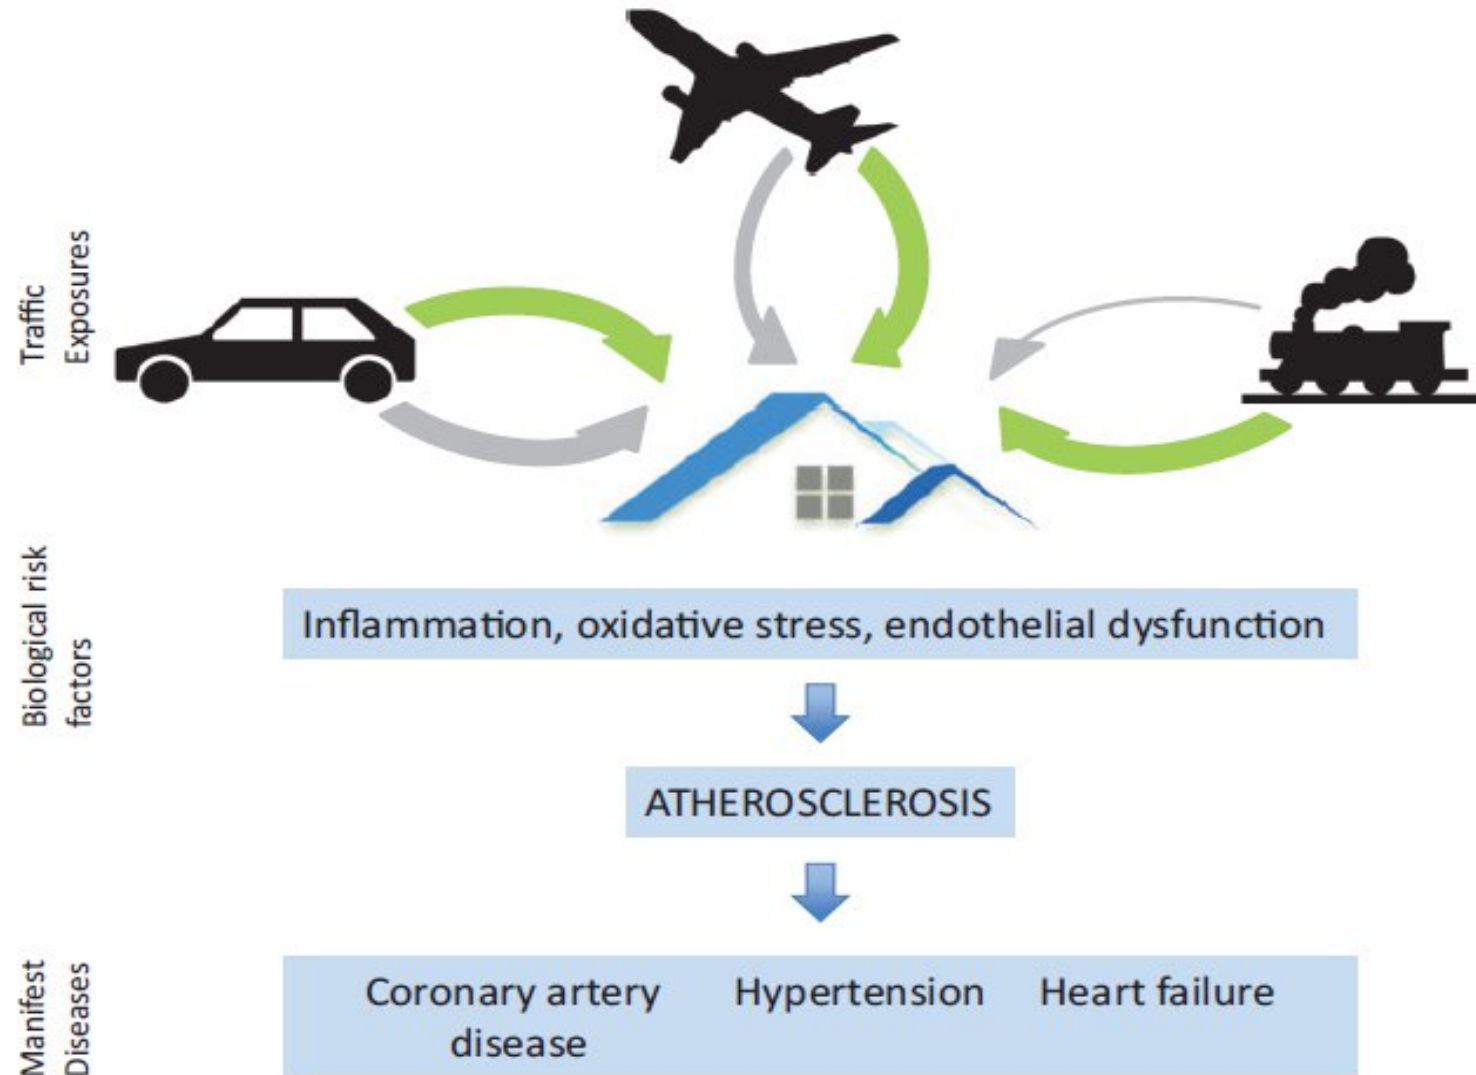 Traffic
Exposures
Biological risk
factors
Inflammation, oxidative stress, endothelial dysfunction
ATHEROSCLEROSIS
Manifest
Diseases
Coronary artery
disease
Hypertension
Heart failure